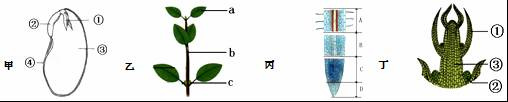 甲 ② ① ③ ④
乙 a b c
丙 A B C D
丁 ① ③ ②